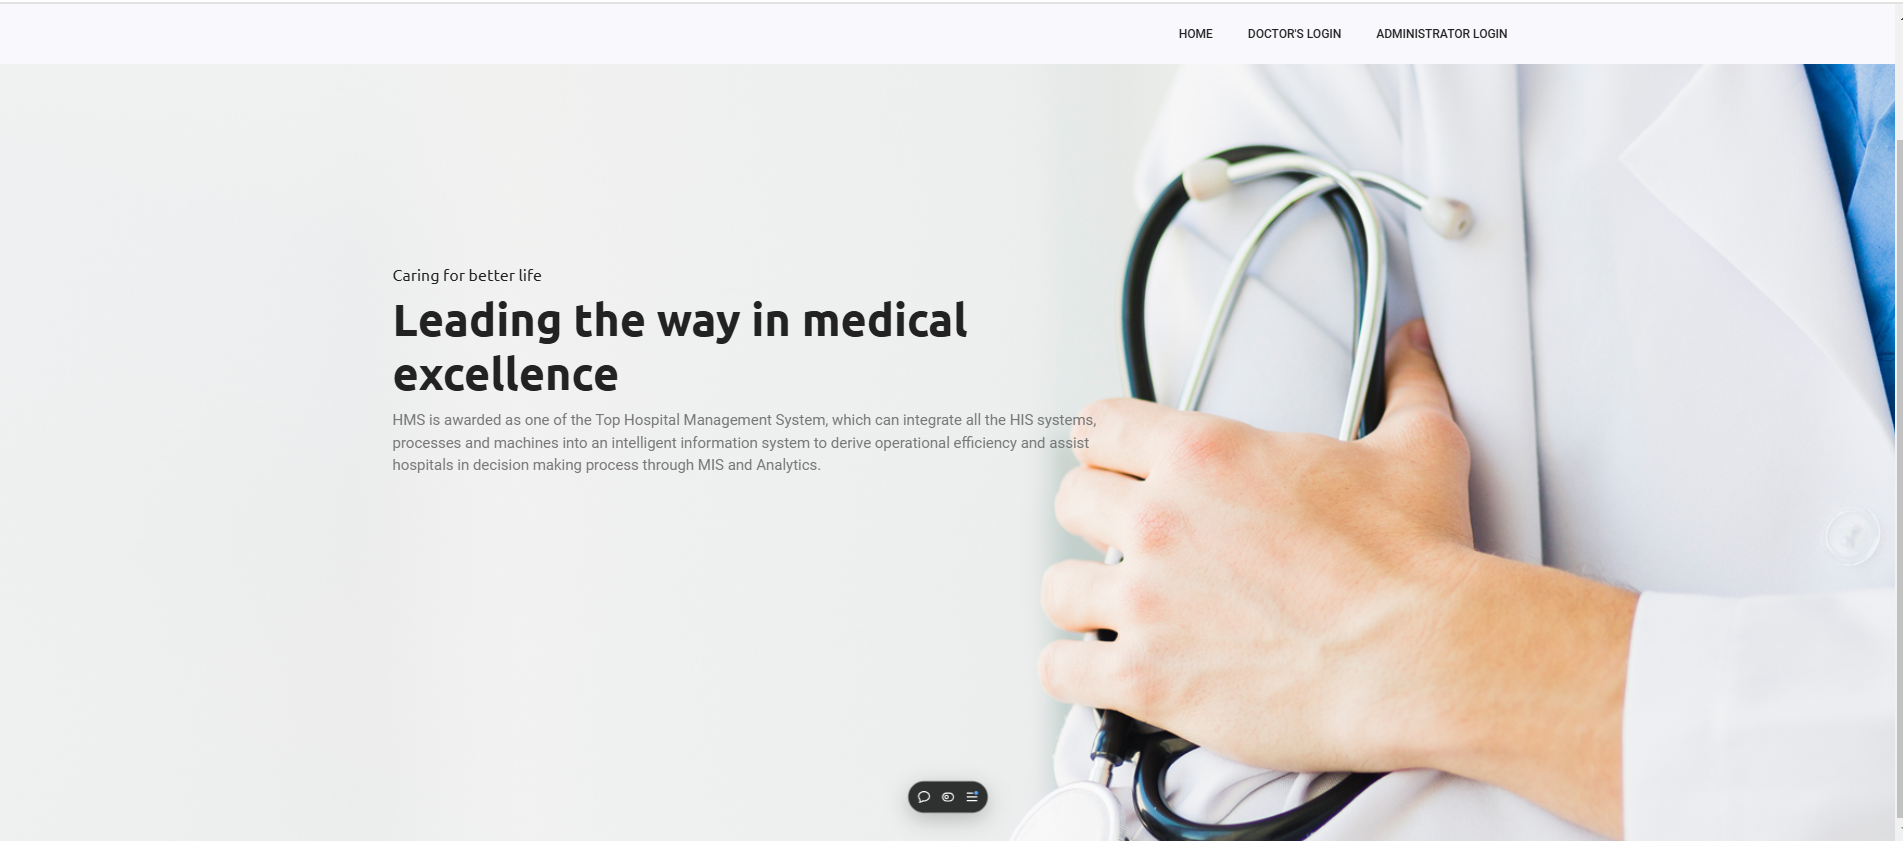 HOME DOCTOR'S LOGIN ADMINISTRATOR LOGIN
Caring for better life
Leading the way in medical
excellence
HMS is awarded as one of the Top Hospital Management System, which can integrate all the HIS systems,
processes and machines into an intelligent information system to derive operational efficiency and assist
hospitals in decision making process through MIS and Analytics.